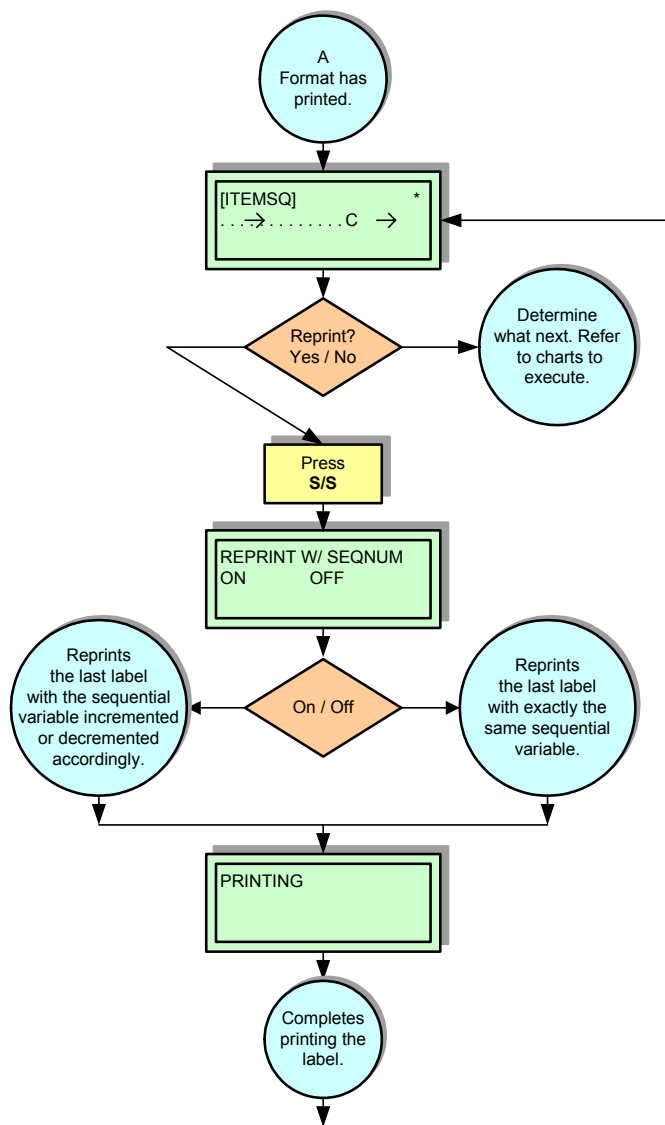 A
Format has
printed.
[ITEMSQ] *
. . . .→. . . . . . . . . C →
Reprint?
Yes / No
Determine
what next. Refer
to charts to
execute.
Press
S/S
REPRINT W/ SEQNUM
ON OFF
Reprints
the last label
with the sequential
variable incremented
or decremented
accordingly.
On / Off
Reprints
the last label
with exactly the
same sequential
variable.
PRINTING
Completes
printing the
label.